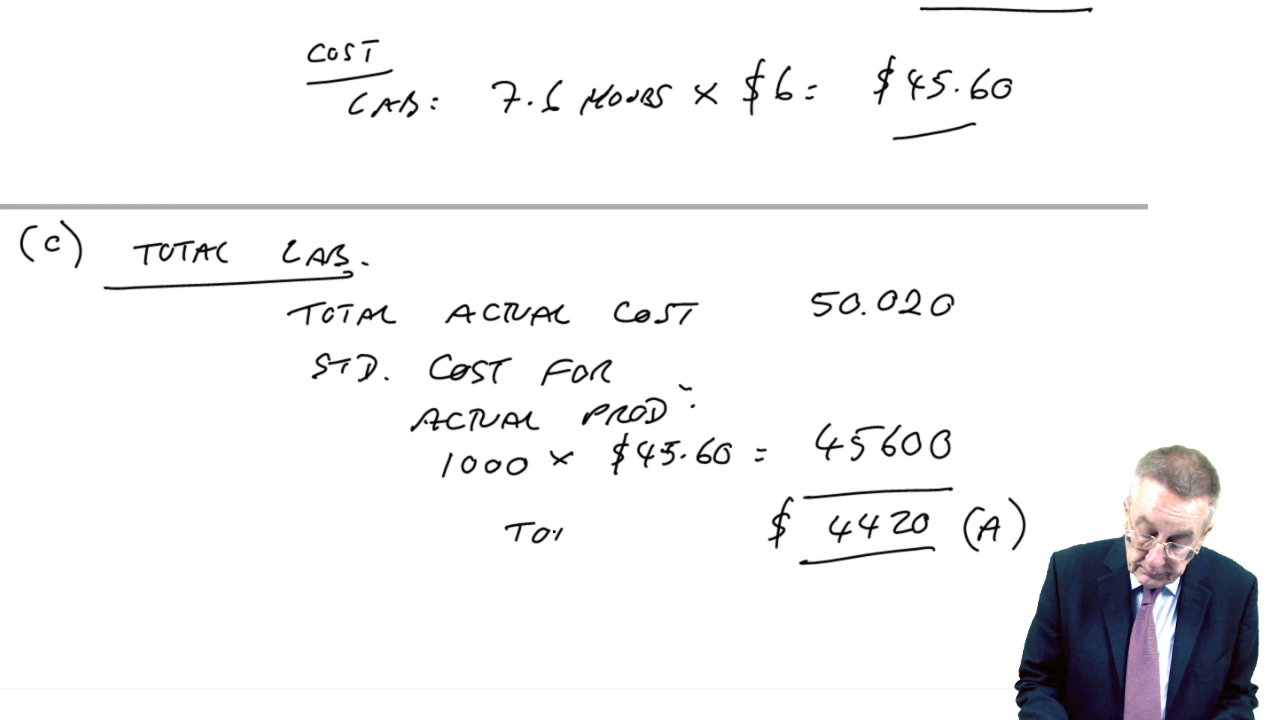 COST
LAB: 7.6 HOURS × $6 = $45.60
(c) TOTAL LAB.
TOTAL ACTUAL COST 50.020
STD. COST FOR
ACTUAL PROD~:
1000 × $45.60 = 45600
TOT $ 4420 (A)